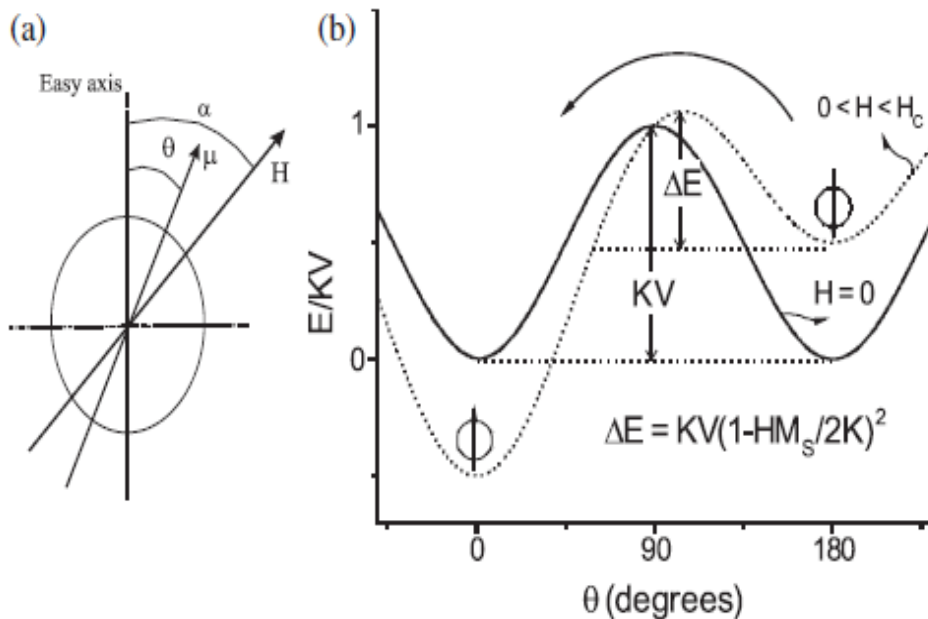 (a)
Easy axis
α
θ
μ
H
(b)
E/KV
1
0
ΔE
KV
0 < H < H_C
H = 0
ΔE = KV(1-HM_S/2K)²
0
90
180
θ (degrees)